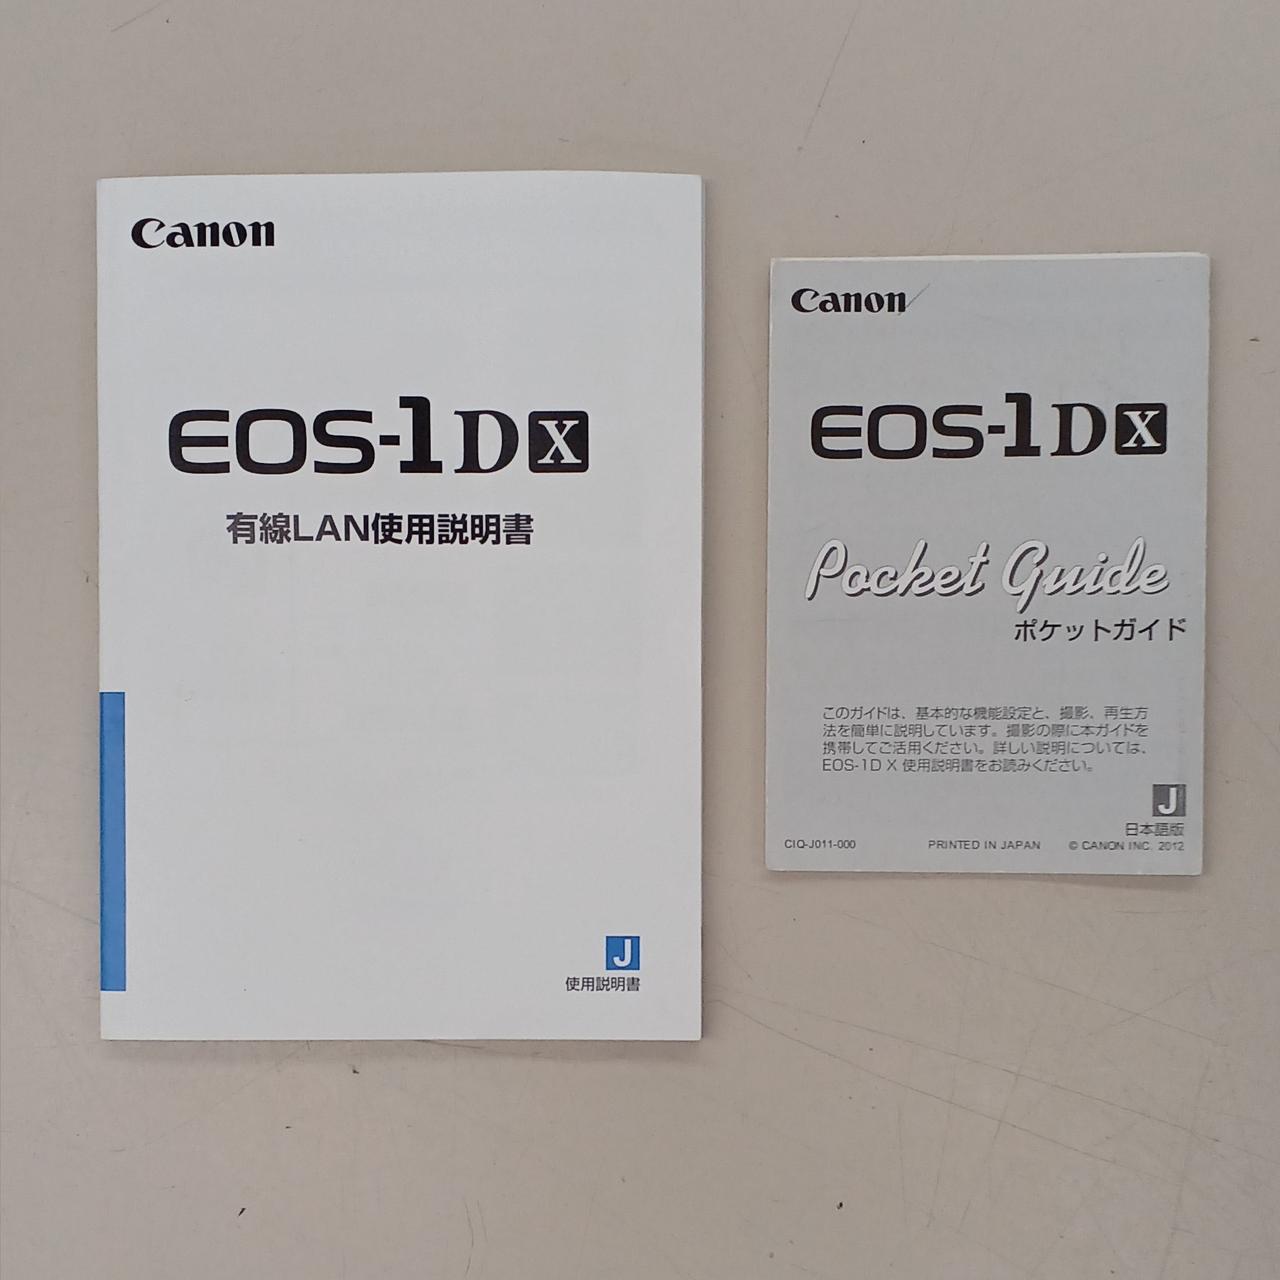 Canon
EOS-1D X
有線LAN使用説明書
J
使用説明書
Canon
EOS-1D X
Pocket Guide
ポケットガイド
このガイドは、基本的な機能設定と、撮影、再生方
法を簡単に説明しています。撮影の際に本ガイドを
携帯してご活用ください。詳しい説明については、
EOS-1D X 使用説明書をお読みください。
J
日本語版
CIQ-J011-000 PRINTED IN JAPAN © CANON INC. 2012